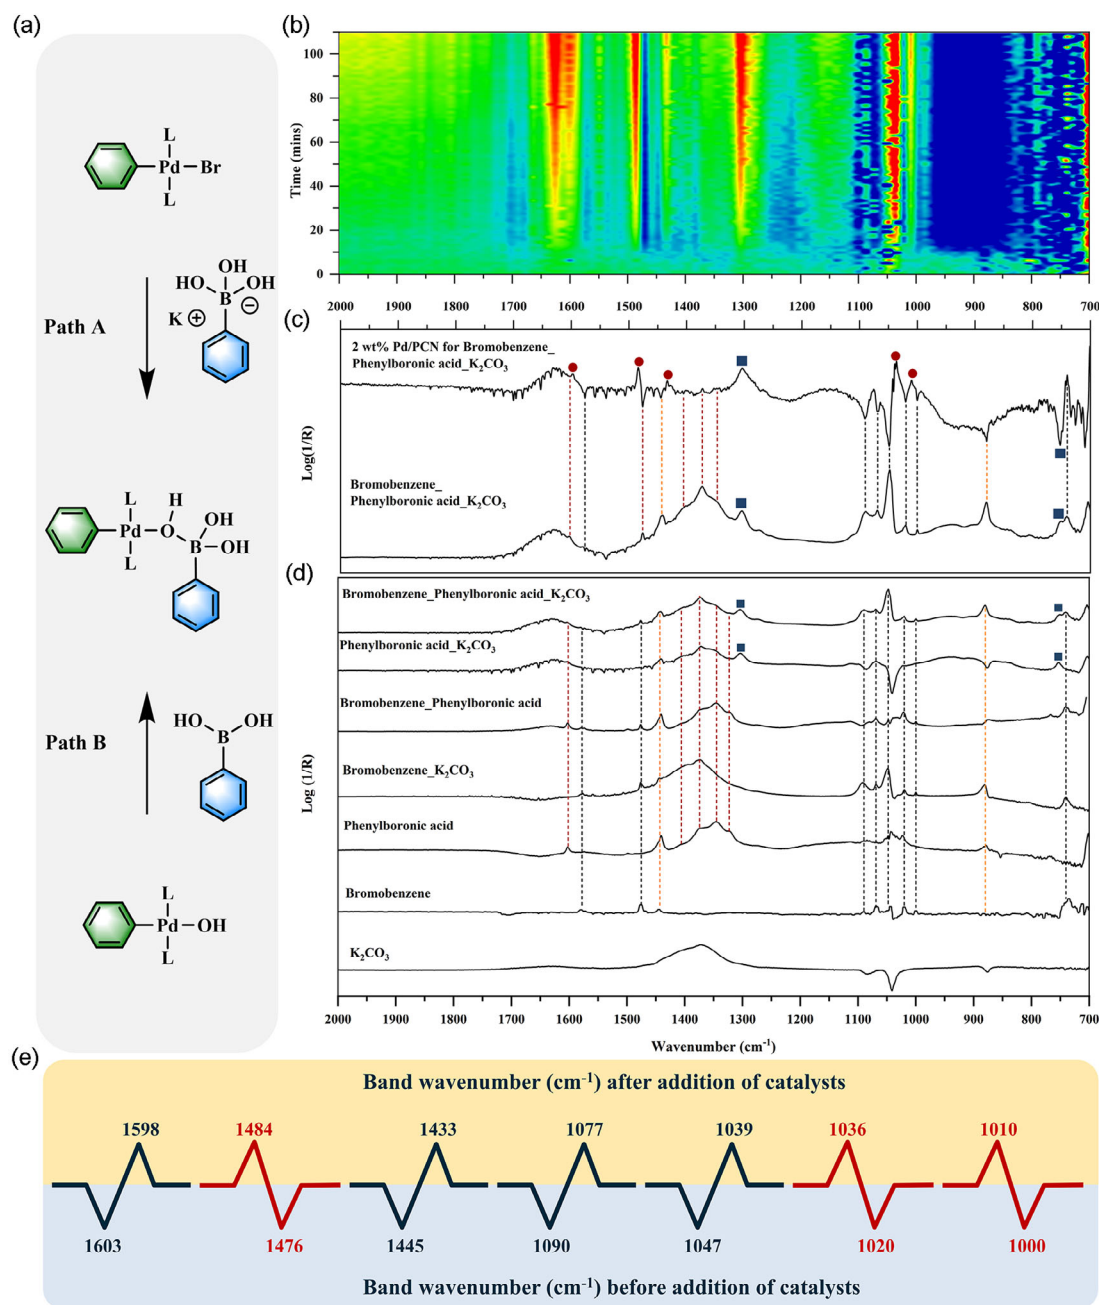 (a)
L
Pd
Br
L
Path A
OH
HO
OH
B
⊖
K ⊕
L
H
Pd
O
OH
L
B
OH
Path B
HO
OH
B
L
Pd
OH
L
(b)
Time (mins)
100
80
60
40
20
0
2000 1900 1800 1700 1600 1500 1400 1300 1200 1100 1000 900 800 700
(c)
2 wt% Pd/PCN for Bromobenzene_
Phenylboronic acid_K₂CO₃
Bromobenzene_
Phenylboronic acid_K₂CO₃
Log(1/R)
(d)
Bromobenzene_Phenylboronic acid_K₂CO₃
Phenylboronic acid_K₂CO₃
Bromobenzene_Phenylboronic acid
Bromobenzene_K₂CO₃
Phenylboronic acid
Bromobenzene
K₂CO₃
Log (1/R)
2000 1900 1800 1700 1600 1500 1400 1300 1200 1100 1000 900 800 700
Wavenumber (cm⁻¹)
(e)
Band wavenumber (cm⁻¹) after addition of catalysts
1598 1484 1433 1077 1039 1036 1010
1603 1476 1445 1090 1047 1020 1000
Band wavenumber (cm⁻¹) before addition of catalysts